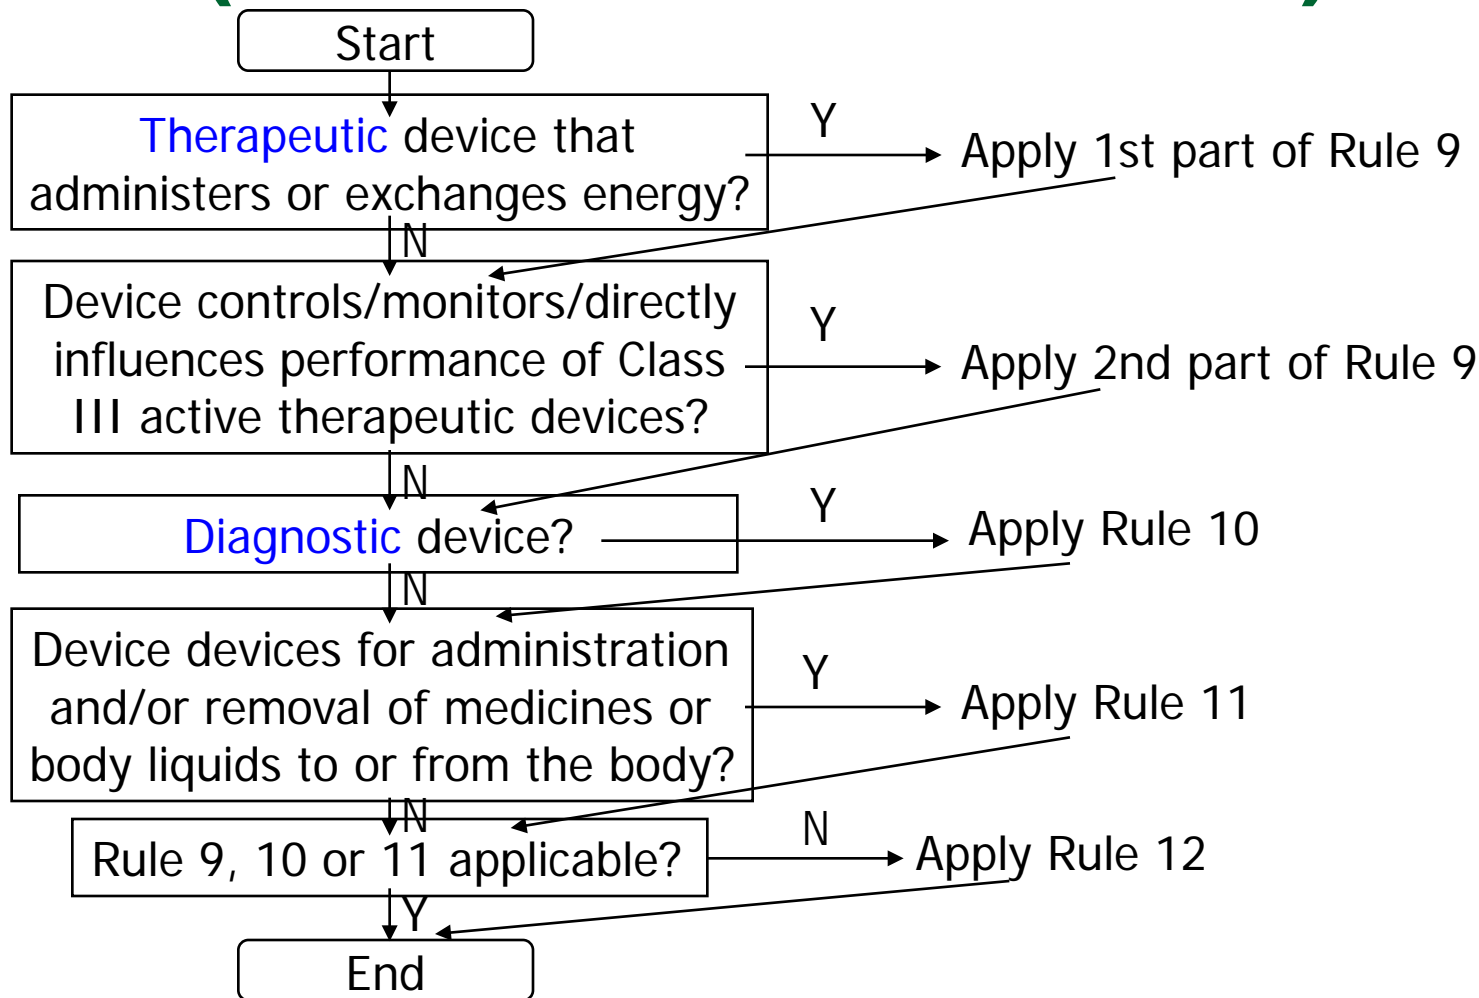 Start
Therapeutic device that
administers or exchanges energy?
Y
Apply 1st part of Rule 9
N
Device controls/monitors/directly
influences performance of Class
III active therapeutic devices?
Y
Apply 2nd part of Rule 9
N
Diagnostic device?
Y
Apply Rule 10
N
Device devices for administration
and/or removal of medicines or
body liquids to or from the body?
Y
Apply Rule 11
N
Rule 9, 10 or 11 applicable?
N
Apply Rule 12
Y
End